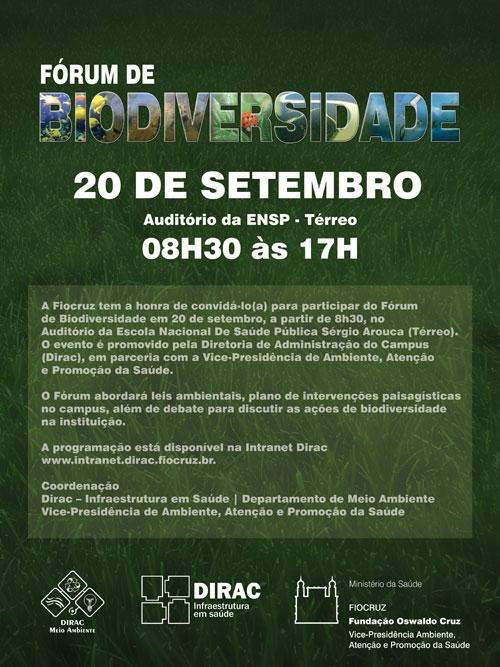 FÓRUM DE
BIODIVERSIDADE
20 DE SETEMBRO
Auditório da ENSP - Térreo
08H30 às 17H
A Fiocruz tem a honra de convidá-lo(a) para participar do Fórum
de Biodiversidade em 20 de setembro, a partir de 8h30, no
Auditório da Escola Nacional De Saúde Pública Sérgio Arouca (Térreo).
O evento é promovido pela Diretoria de Administração do Campus
(Dirac), em parceria com a Vice-Presidência de Ambiente, Atenção
e Promoção da Saúde.
O Fórum abordará leis ambientais, plano de intervenções paisagísticas
no campus, além de debate para discutir as ações de biodiversidade
na instituição.
A programação está disponível na Intranet Dirac
www.intranet.dirac.fiocruz.br.
Coordenação
Dirac – Infraestrutura em Saúde | Departamento de Meio Ambiente
Vice-Presidência de Ambiente, Atenção e Promoção da Saúde
DIRAC
Meio Ambiente
DIRAC
Infraestrutura
em saúde
Ministério da Saúde
FIOCRUZ
Fundação Oswaldo Cruz
Vice-Presidência Ambiente,
Atenção e Promoção da Saúde